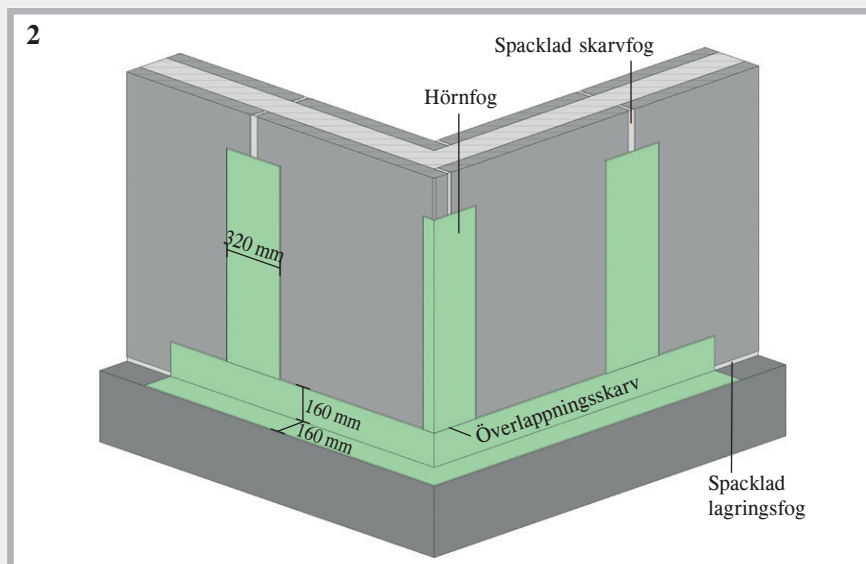 2
Spacklad skarvfog
Hörnfog
320 mm
160 mm
160 mm
Överlappningsskarv
Spacklad
lagringsfog